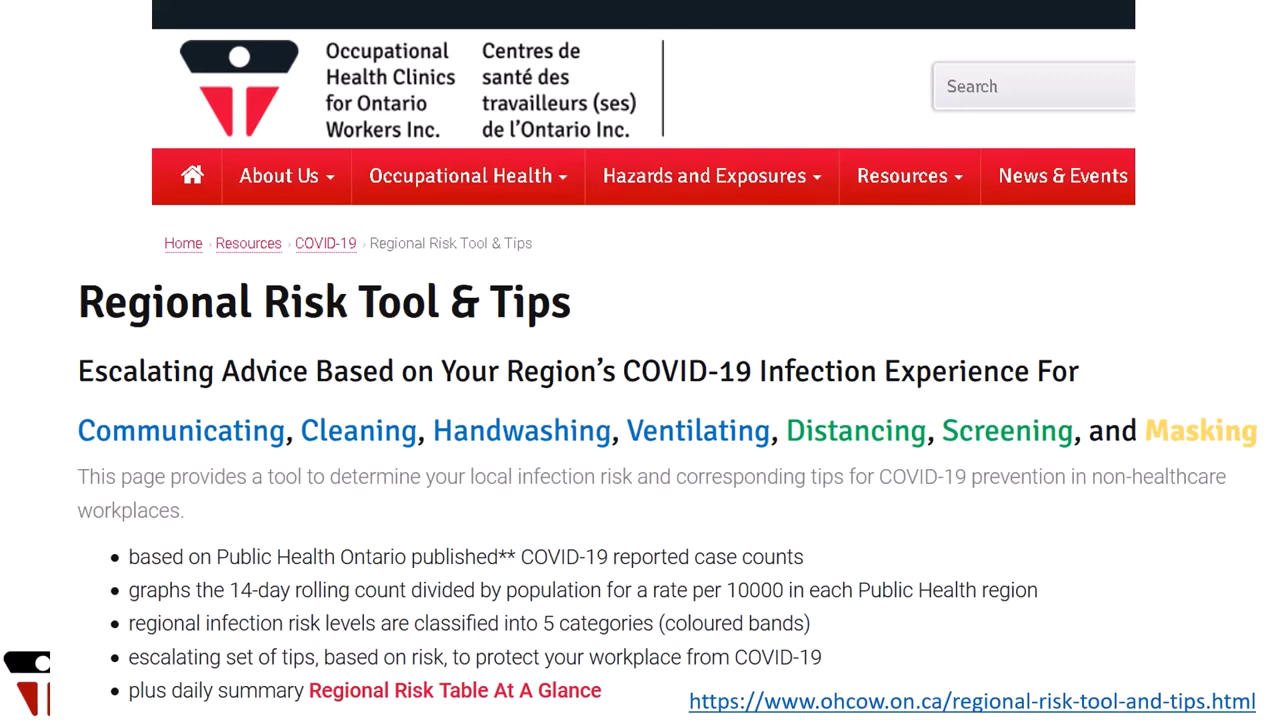 Occupational Health Clinics for Ontario Workers Inc.
Centres de santé des travailleurs (ses) de l'Ontario Inc.
Search
About Us
Occupational Health
Hazards and Exposures
Resources
News & Events
Home › Resources › COVID-19 › Regional Risk Tool & Tips
Regional Risk Tool & Tips
Escalating Advice Based on Your Region's COVID-19 Infection Experience For
Communicating, Cleaning, Handwashing, Ventilating, Distancing, Screening, and Masking
This page provides a tool to determine your local infection risk and corresponding tips for COVID-19 prevention in non-healthcare
workplaces.
• based on Public Health Ontario published** COVID-19 reported case counts
• graphs the 14-day rolling count divided by population for a rate per 10000 in each Public Health region
• regional infection risk levels are classified into 5 categories (coloured bands)
• escalating set of tips, based on risk, to protect your workplace from COVID-19
• plus daily summary Regional Risk Table At A Glance
https://www.ohcow.on.ca/regional-risk-tool-and-tips.html